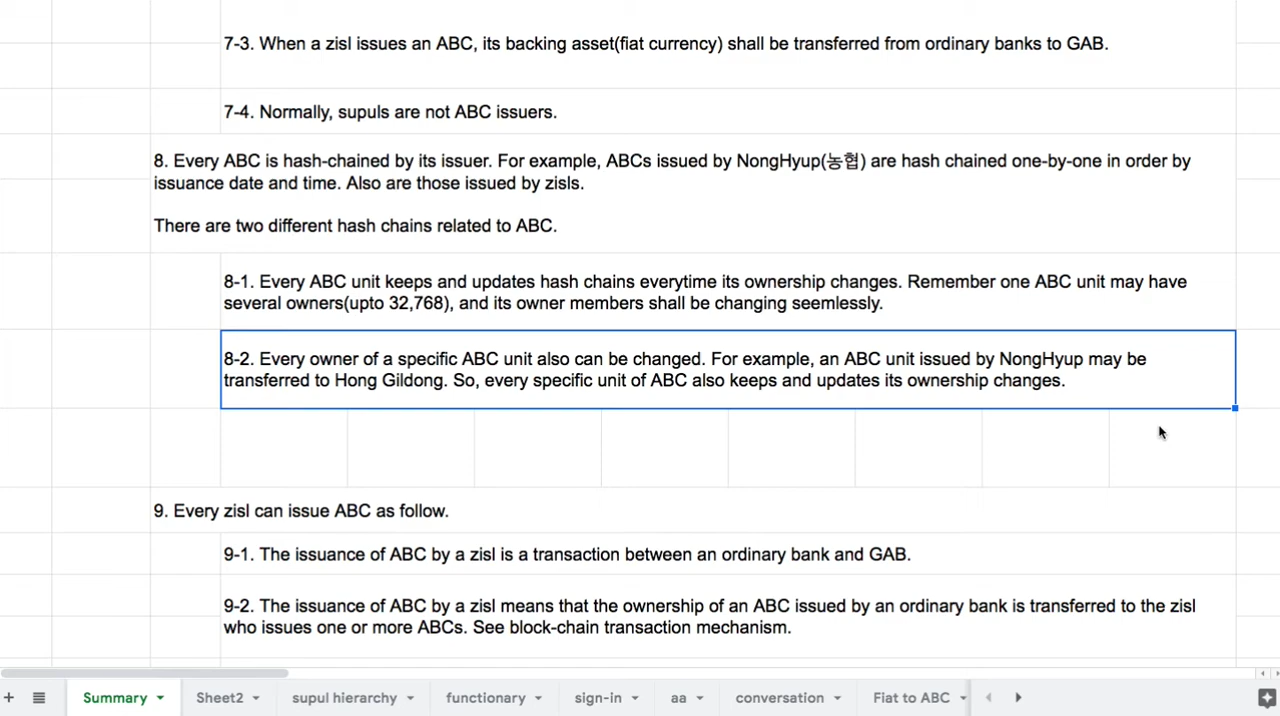 7-3. When a zisl issues an ABC, its backing asset(fiat currency) shall be transferred from ordinary banks to GAB.
7-4. Normally, supuls are not ABC issuers.
8. Every ABC is hash-chained by its issuer. For example, ABCs issued by NongHyup(농협) are hash chained one-by-one in order by
issuance date and time. Also are those issued by zisls.
There are two different hash chains related to ABC.
8-1. Every ABC unit keeps and updates hash chains everytime its ownership changes. Remember one ABC unit may have
several owners(upto 32,768), and its owner members shall be changing seemlessly.
8-2. Every owner of a specific ABC unit also can be changed. For example, an ABC unit issued by NongHyup may be
transferred to Hong Gildong. So, every specific unit of ABC also keeps and updates its ownership changes.
9. Every zisl can issue ABC as follow.
9-1. The issuance of ABC by a zisl is a transaction between an ordinary bank and GAB.
9-2. The issuance of ABC by a zisl means that the ownership of an ABC issued by an ordinary bank is transferred to the zisl
who issues one or more ABCs. See block-chain transaction mechanism.
Summary Sheet2 supul hierarchy functionary sign-in aa conversation Fiat to ABC